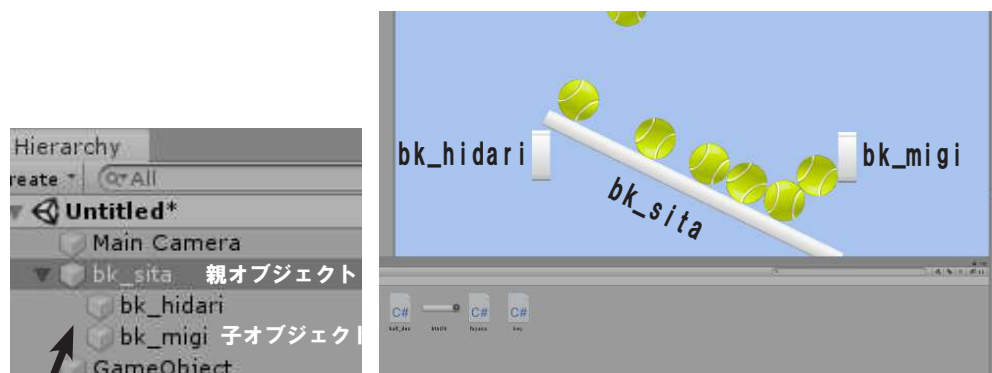 Hierarchy
reate
All
Untitled*
Main Camera
bk_sita 親オブジェクト
bk_hidari
bk_migi 子オブジェクト
GameObject
bk_hidari
bk_migi
bk_sita
C#
C#
C#